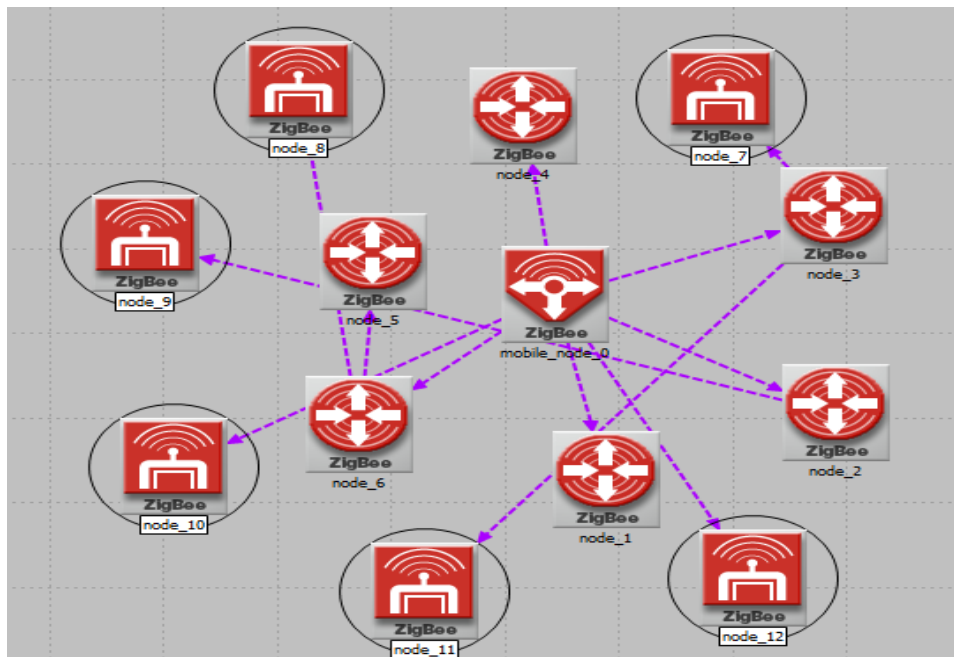 ZigBee
node_8
ZigBee
node_4
ZigBee
node_7
ZigBee
node_3
ZigBee
node_9
ZigBee
node_5
ZigBee
mobile_node_0
ZigBee
node_2
ZigBee
node_6
ZigBee
node_10
ZigBee
node_1
ZigBee
node_11
ZigBee
node_12